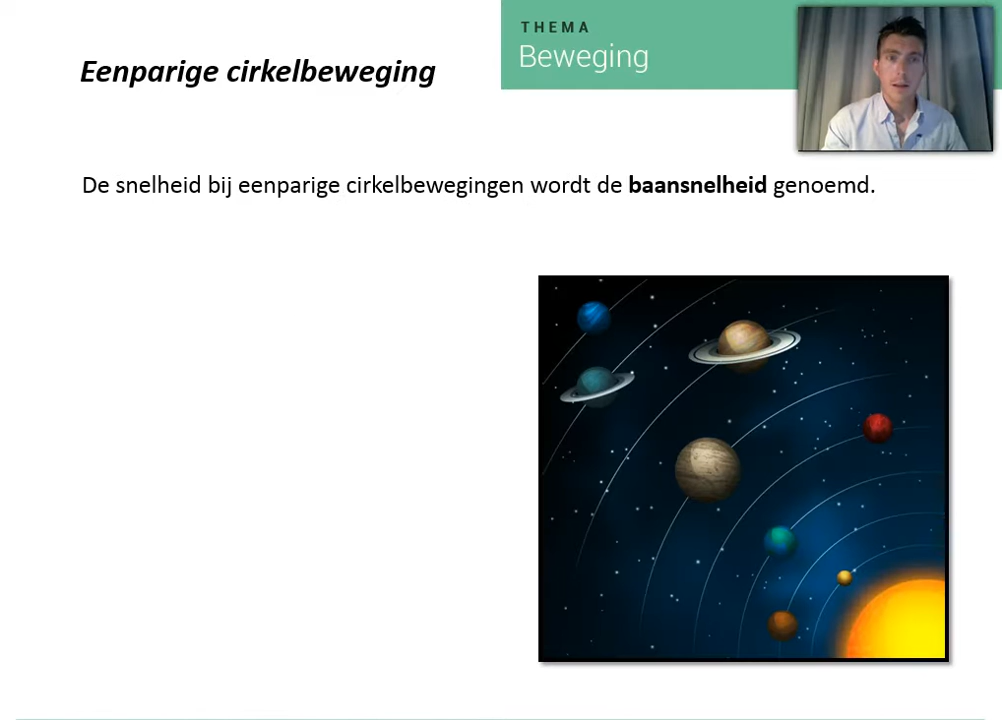 THEMA
Beweging
Eenparige cirkelbeweging
De snelheid bij eenparige cirkelbewegingen wordt de baansnelheid genoemd.